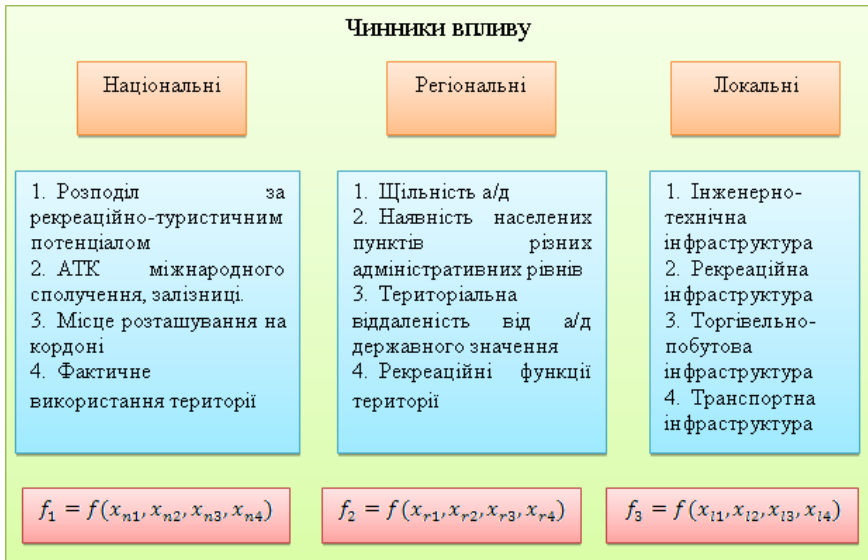 Чинники впливу
Національні
Регіональні
Локальні
1. Розподіл за
рекреаційно-туристичним
потенціалом
2. АТК міжнародного
сполучення, залізниці.
3. Місце розташування на
кордоні
4. Фактичне
використання території
1. Щільність а/д
2. Наявність населених
пунктів різних
адміністративних рівнів
3. Територіальна
віддаленість від а/д
державного значення
4. Рекреаційні функції
території
1. Інженерно-
технічна
інфраструктура
2. Рекреаційна
інфраструктура
3. Торгівельно-
побутова
інфраструктура
4. Транспортна
інфраструктура
f₁ = f(xₙ₁, xₙ₂, xₙ₃, xₙ₄)
f₂ = f(xᵣ₁, xᵣ₂, xᵣ₃, xᵣ₄)
f₃ = f(xₗ₁, xₗ₂, xₗ₃, xₗ₄)